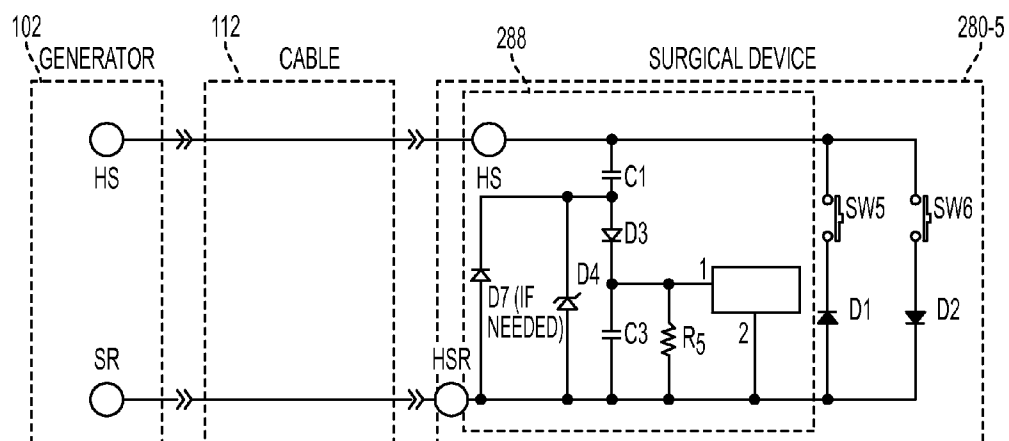 102
GENERATOR
112
CABLE
288
SURGICAL DEVICE
280-5
HS
HS
C1
SW5
SW6
D3
D7 (IF
NEEDED)
D4
1
C3
R5
2
D1
D2
SR
HSR